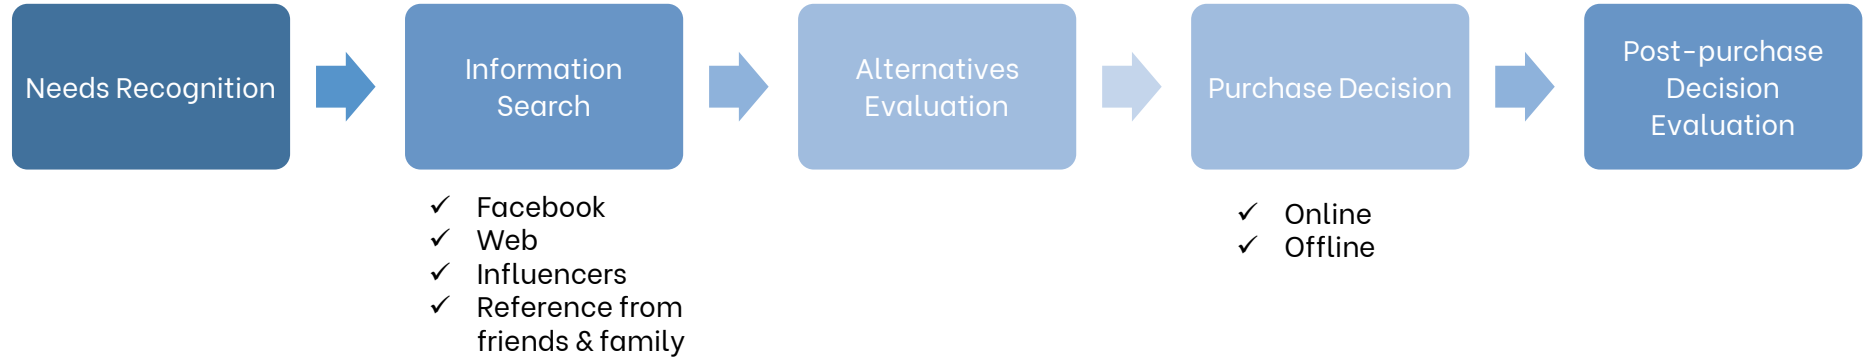 Needs Recognition
Information
Search
Alternatives
Evaluation
Purchase Decision
Post-purchase
Decision
Evaluation
✓ Facebook
✓ Web
✓ Influencers
✓ Reference from
friends & family
✓ Online
✓ Offline